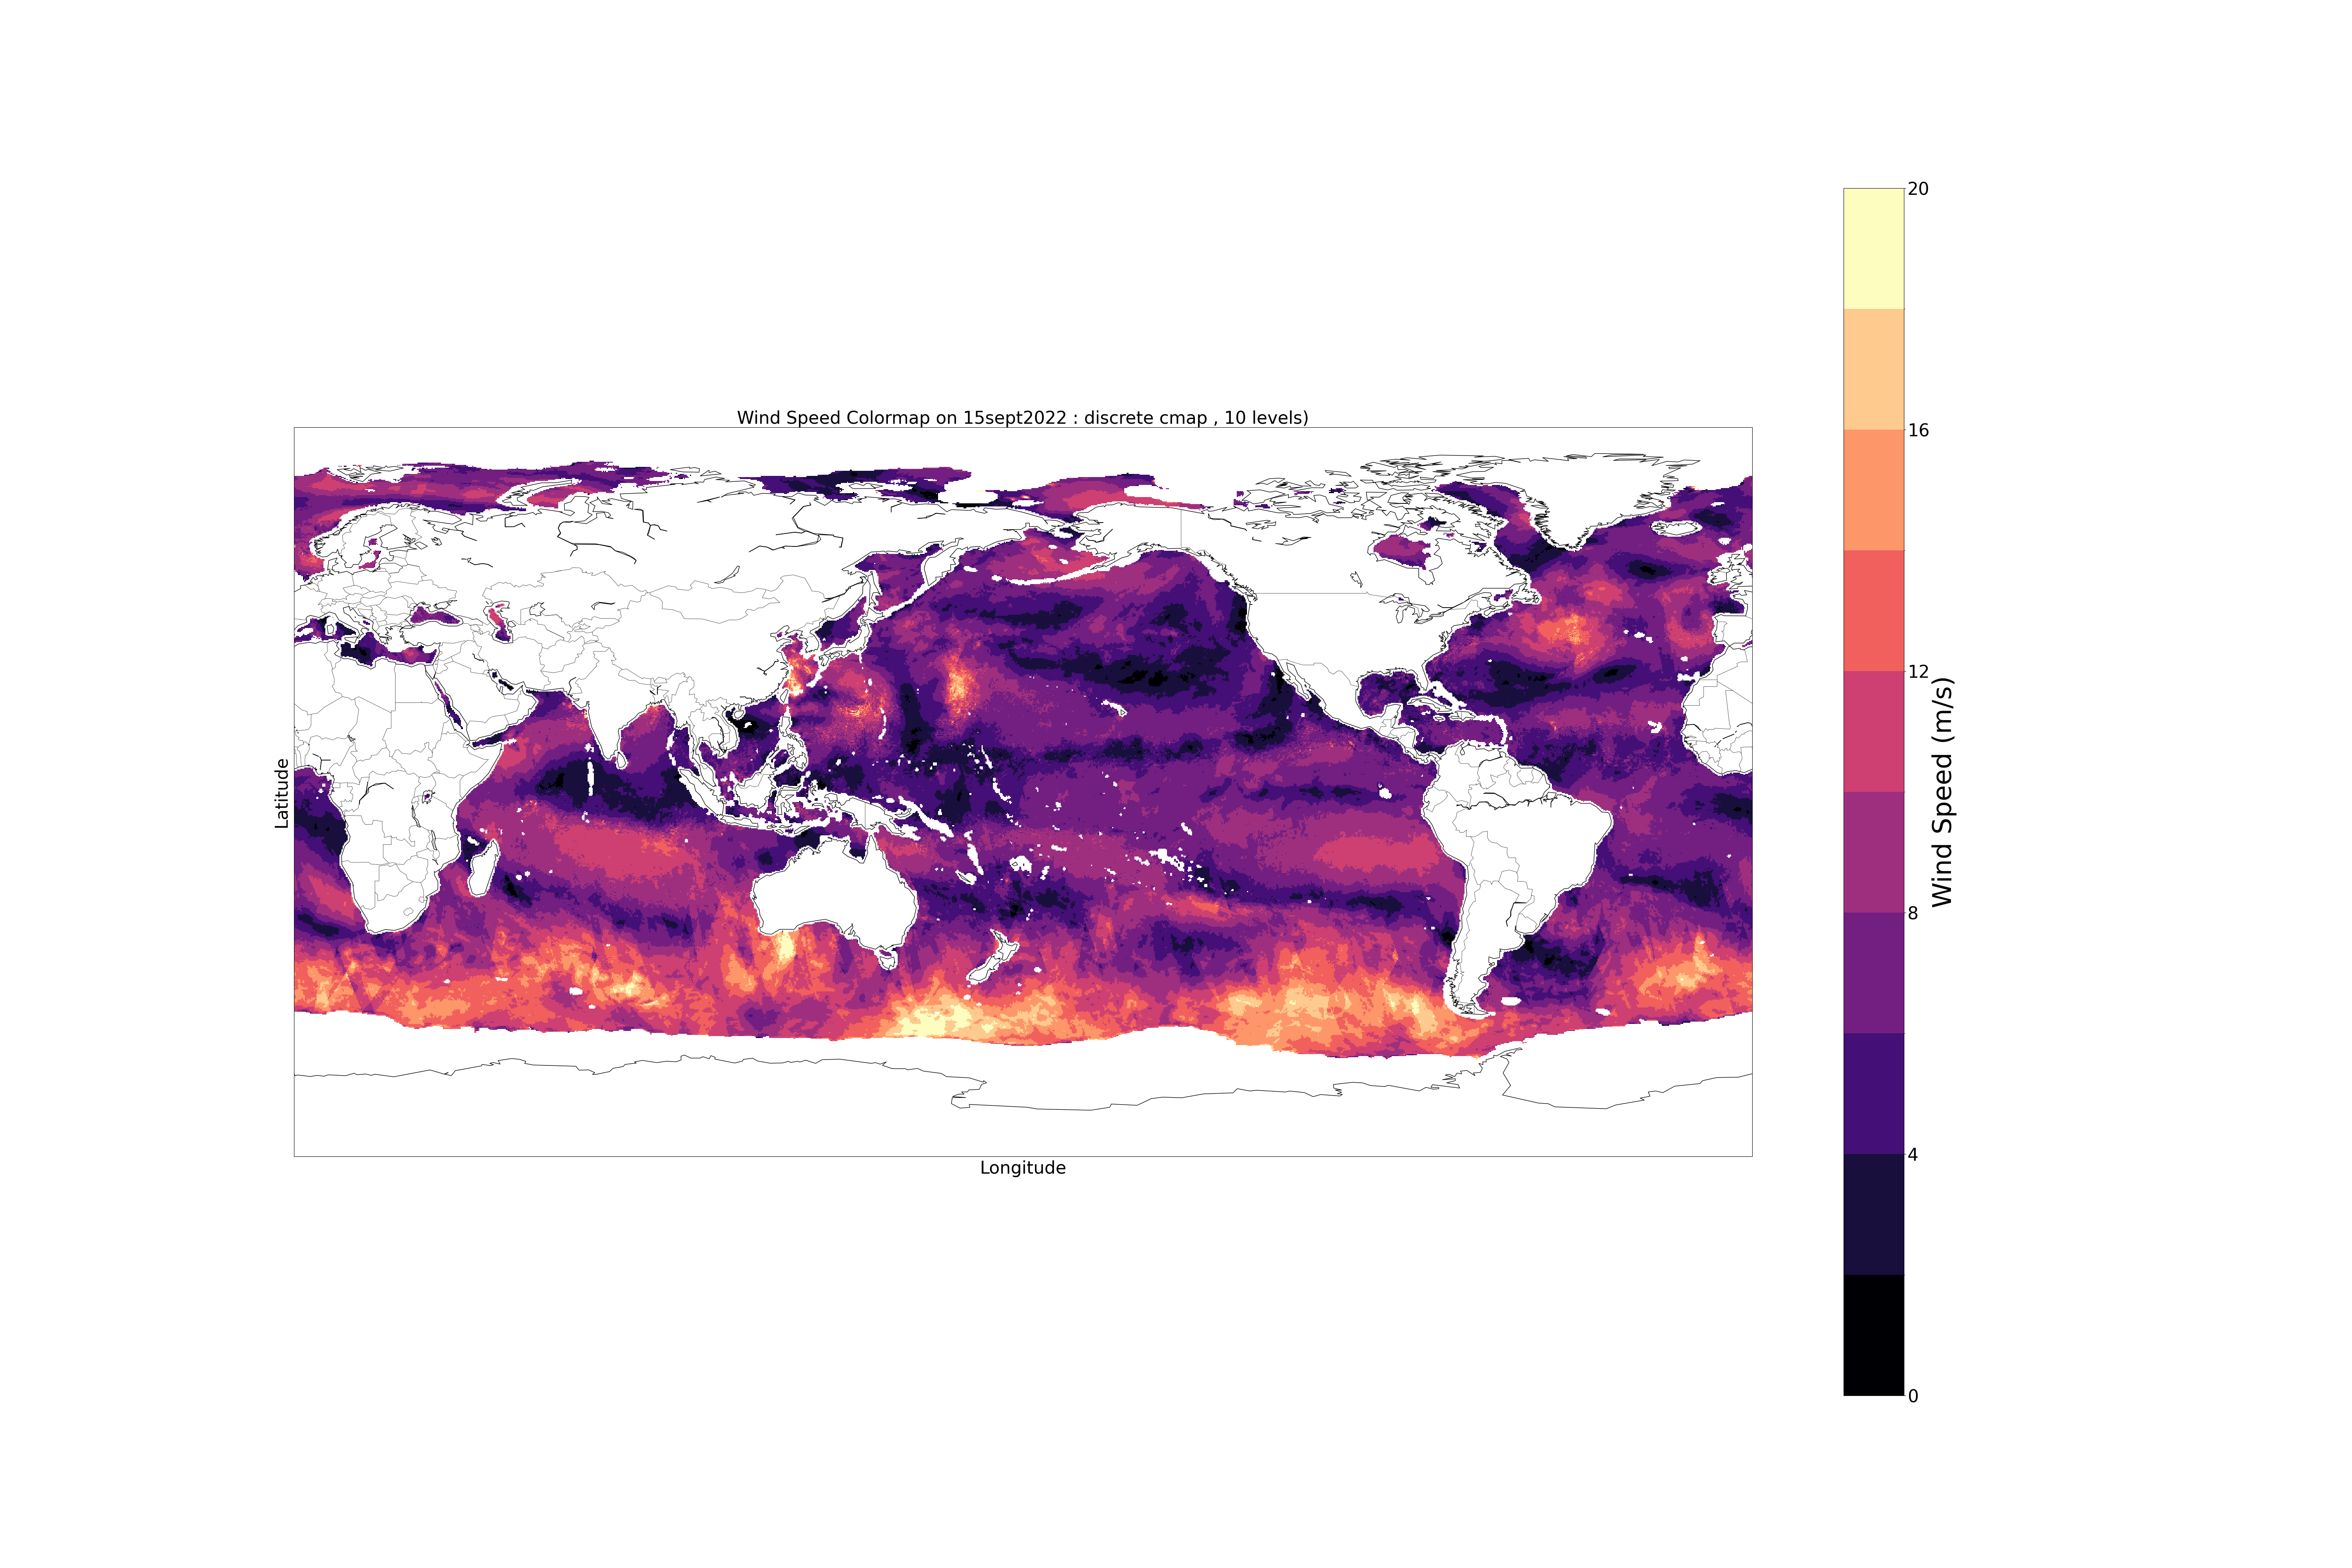 Wind Speed Colormap on 15sept2022 : discrete cmap , 10 levels)
Latitude
Longitude
20
16
12
8
4
0
Wind Speed (m/s)